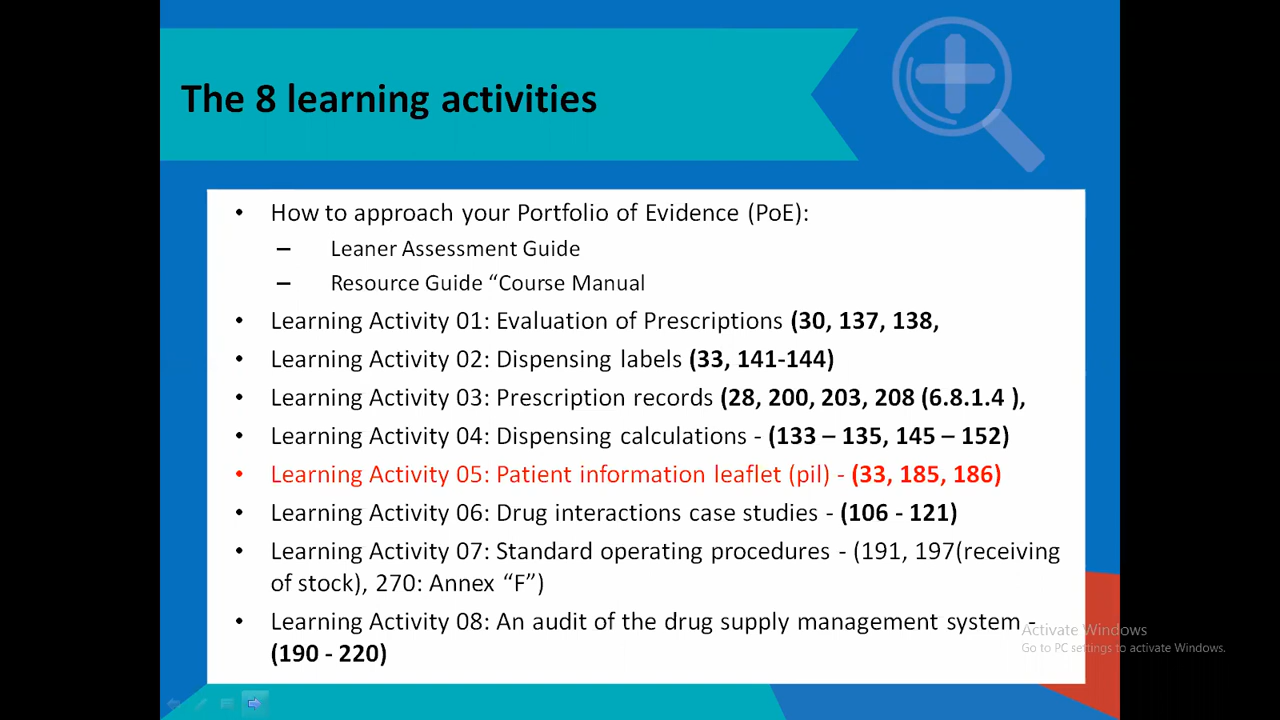 The 8 learning activities
• How to approach your Portfolio of Evidence (PoE):
– Leaner Assessment Guide
– Resource Guide “Course Manual
• Learning Activity 01: Evaluation of Prescriptions (30, 137, 138,
• Learning Activity 02: Dispensing labels (33, 141-144)
• Learning Activity 03: Prescription records (28, 200, 203, 208 (6.8.1.4 ),
• Learning Activity 04: Dispensing calculations - (133 – 135, 145 – 152)
• Learning Activity 05: Patient information leaflet (pil) - (33, 185, 186)
• Learning Activity 06: Drug interactions case studies - (106 - 121)
• Learning Activity 07: Standard operating procedures - (191, 197(receiving
of stock), 270: Annex “F”)
• Learning Activity 08: An audit of the drug supply management system -
(190 - 220)
Activate Windows
Go to PC settings to activate Windows.